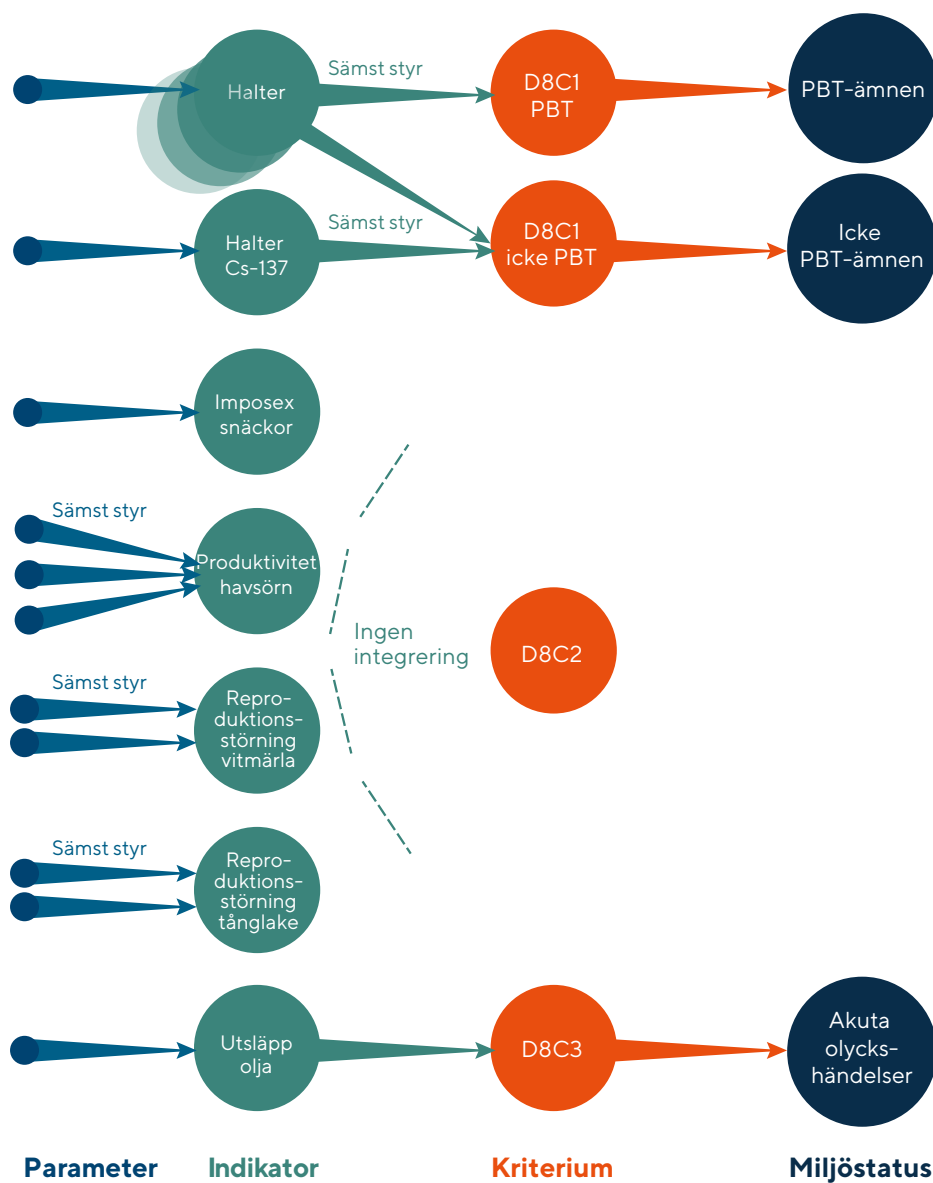 Sämst styr
Halter
D8C1
PBT
PBT-ämnen
Sämst styr
Halter
Cs-137
D8C1
icke PBT
Icke
PBT-ämnen
Imposex
snäckor
Sämst styr
Produktivitet
havsörn
Ingen
integrering
D8C2
Sämst styr
Repro-
duktions-
störning
vitmärla
Sämst styr
Repro-
duktions-
störning
tånglake
Utsläpp
olja
D8C3
Akuta
olycks-
händelser
Parameter
Indikator
Kriterium
Miljöstatus